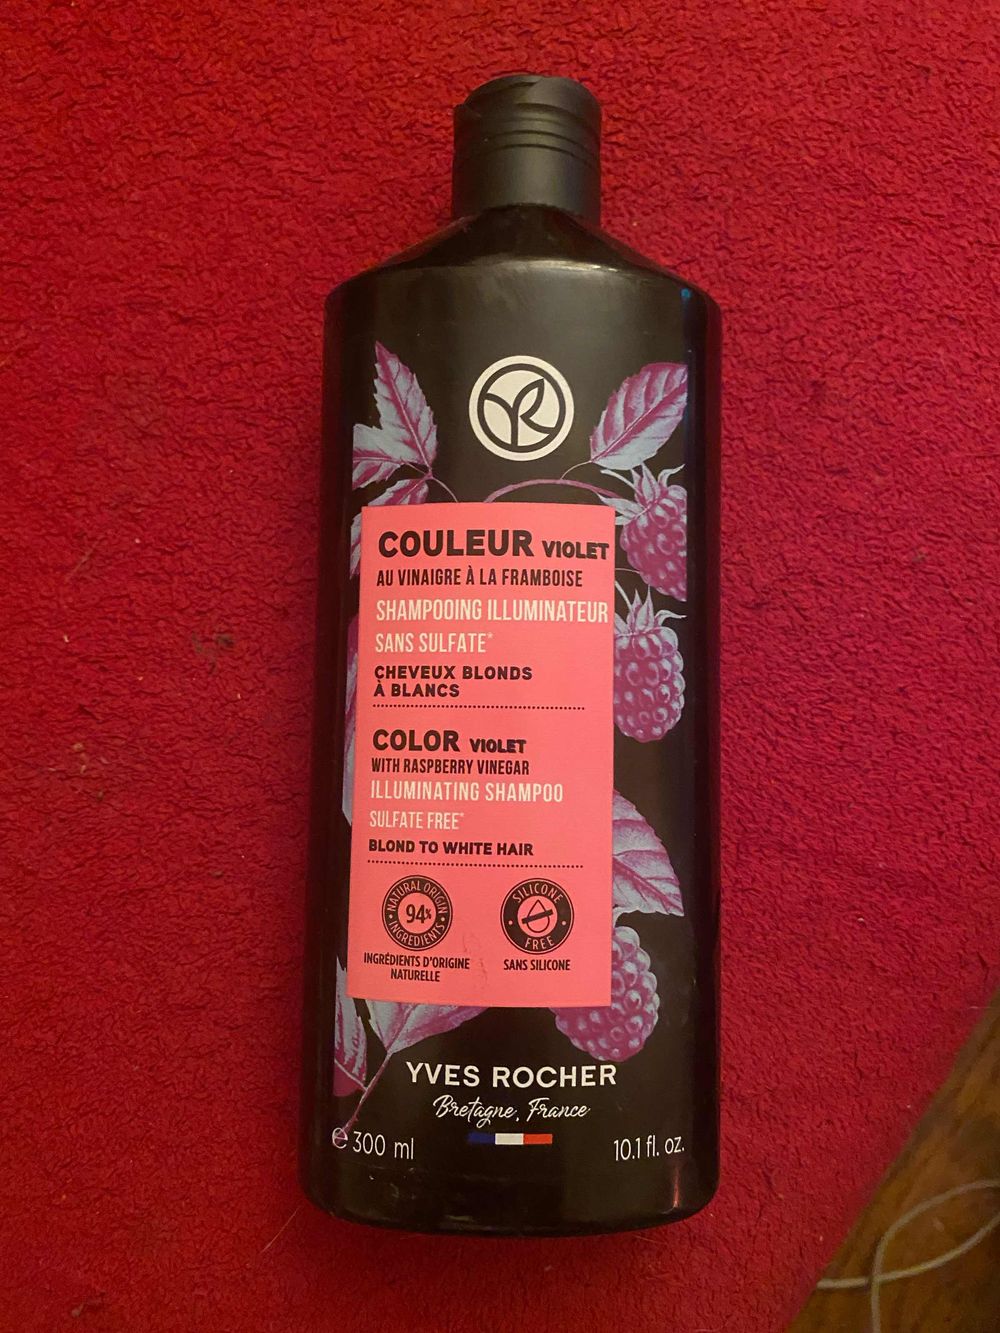 YR
COULEUR VIOLET
AU VINAIGRE À LA FRAMBOISE
SHAMPOOING ILLUMINATEUR
SANS SULFATE*
CHEVEUX BLONDS
À BLANCS
COLOR VIOLET
WITH RASPBERRY VINEGAR
ILLUMINATING SHAMPOO
SULFATE FREE*
BLOND TO WHITE HAIR
NATURAL ORIGIN
94%
INGREDIENTS
INGRÉDIENTS D'ORIGINE
NATURELLE
SILICONE
FREE
SANS SILICONE
YVES ROCHER
Bretagne, France
℮ 300 ml
10.1 fl. oz.